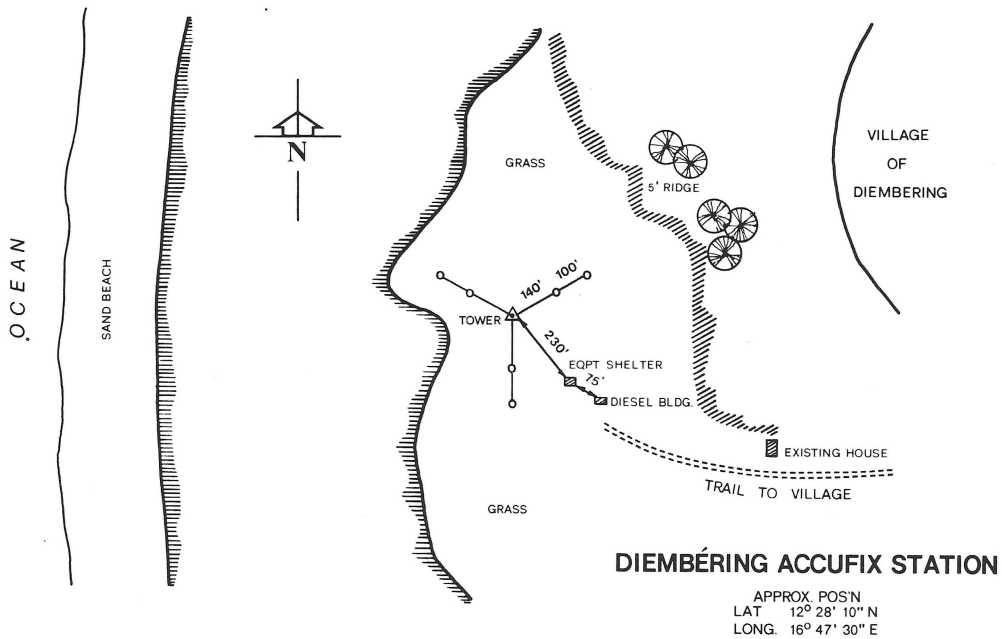 OCEAN
SAND BEACH
N
GRASS
5' RIDGE
VILLAGE
OF
DIEMBERING
140' 100'
TOWER
230'
EQPT SHELTER
75'
DIESEL BLDG.
EXISTING HOUSE
TRAIL TO VILLAGE
GRASS
DIEMBÉRING ACCUFIX STATION
APPROX. POS'N
LAT 12° 28' 10" N
LONG. 16° 47' 30" E